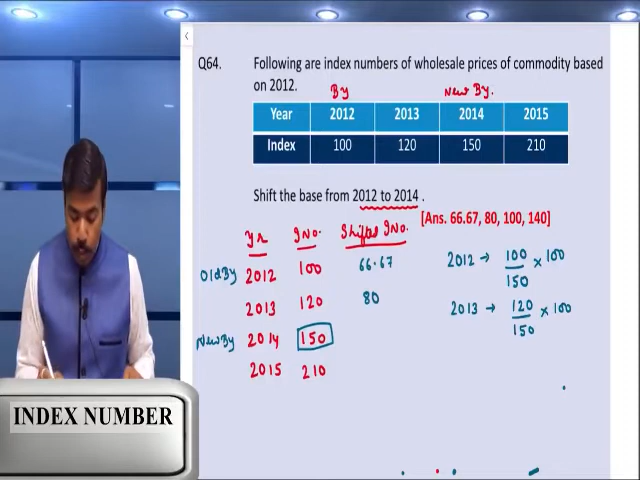 Q64. Following are index numbers of wholesale prices of commodity based
on 2012.
By New By.
Year 2012 2013 2014 2015
Index 100 120 150 210
Shift the base from 2012 to 2014 .
[Ans. 66.67, 80, 100, 140]
Yr I No. Shifted I No.
Old By 2012 100 66.67
2013 120 80
New By 2014 150
2015 210
2012 → 100/150 × 100
2013 → 120/150 × 100
INDEX NUMBER